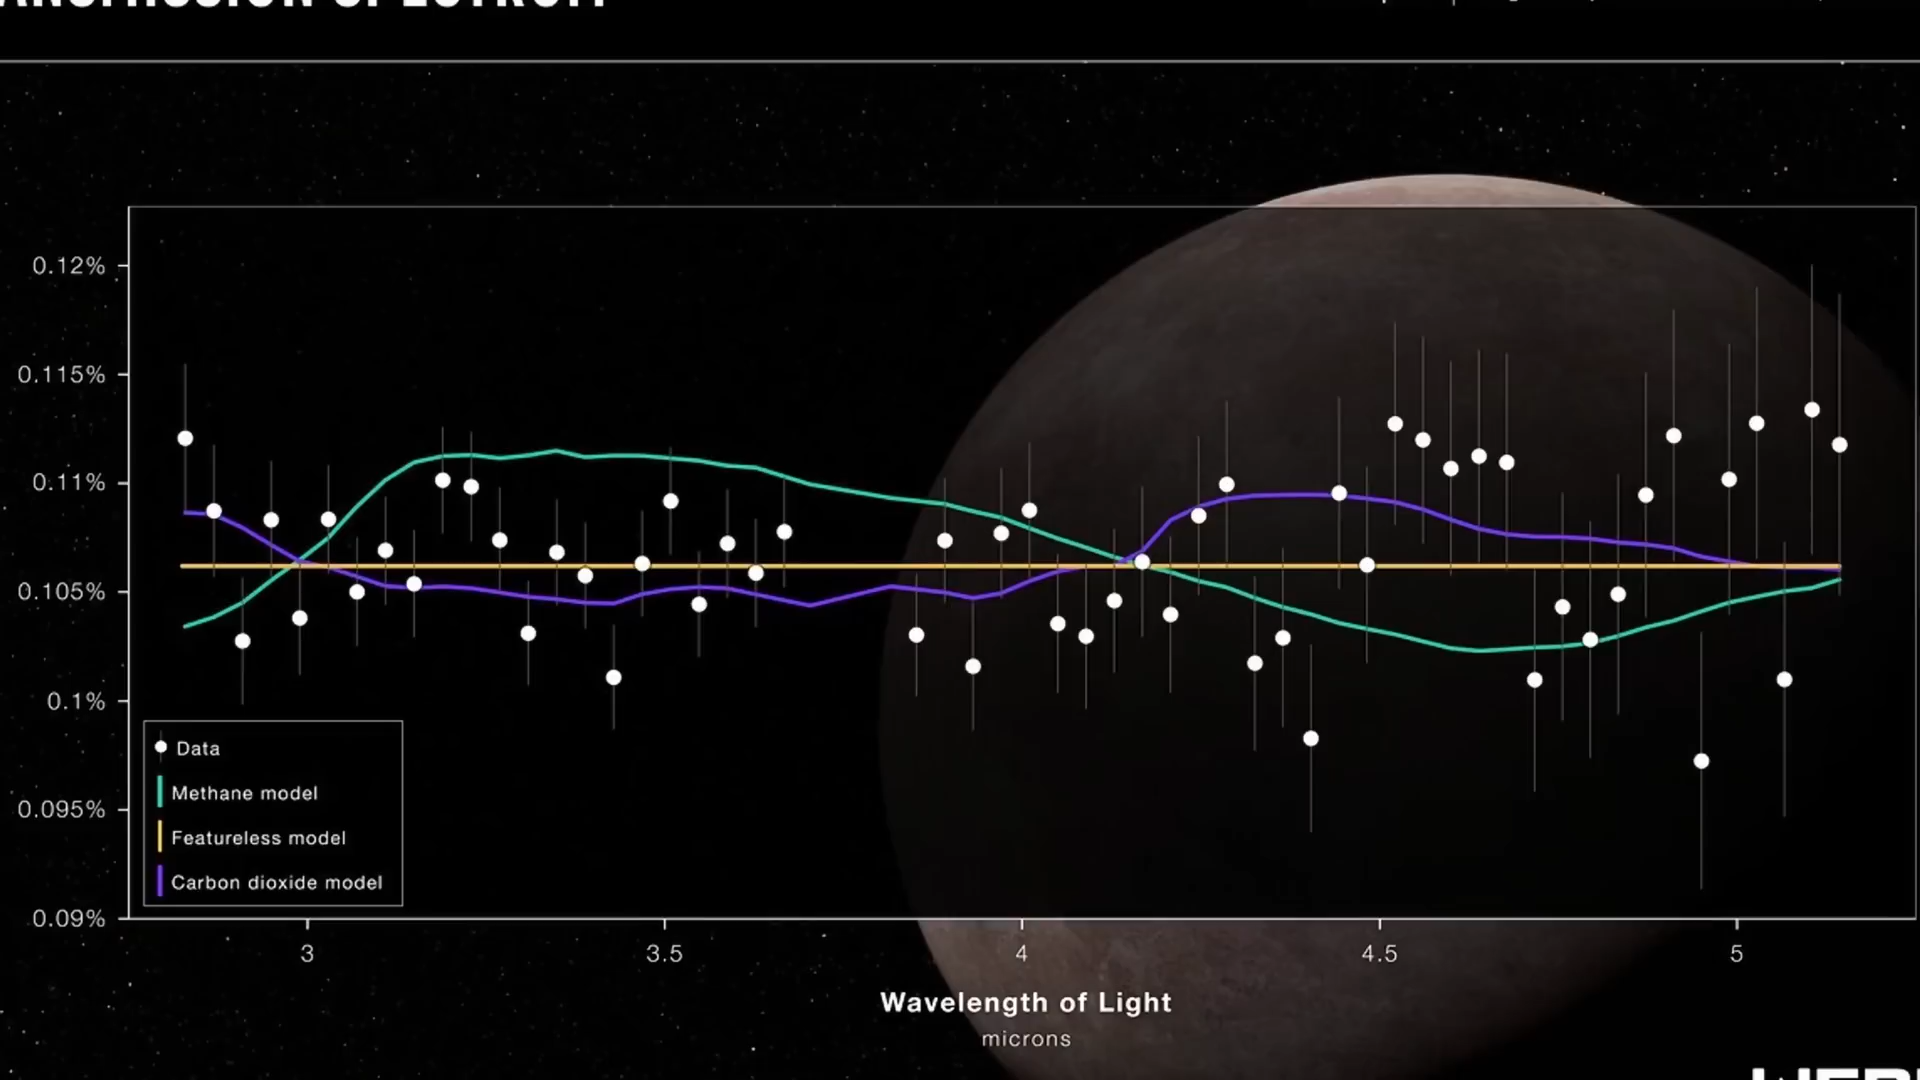 0.12%
0.115%
0.11%
0.105%
0.1%
0.095%
0.09%
Data
Methane model
Featureless model
Carbon dioxide model
3
3.5
4
4.5
5
Wavelength of Light
microns